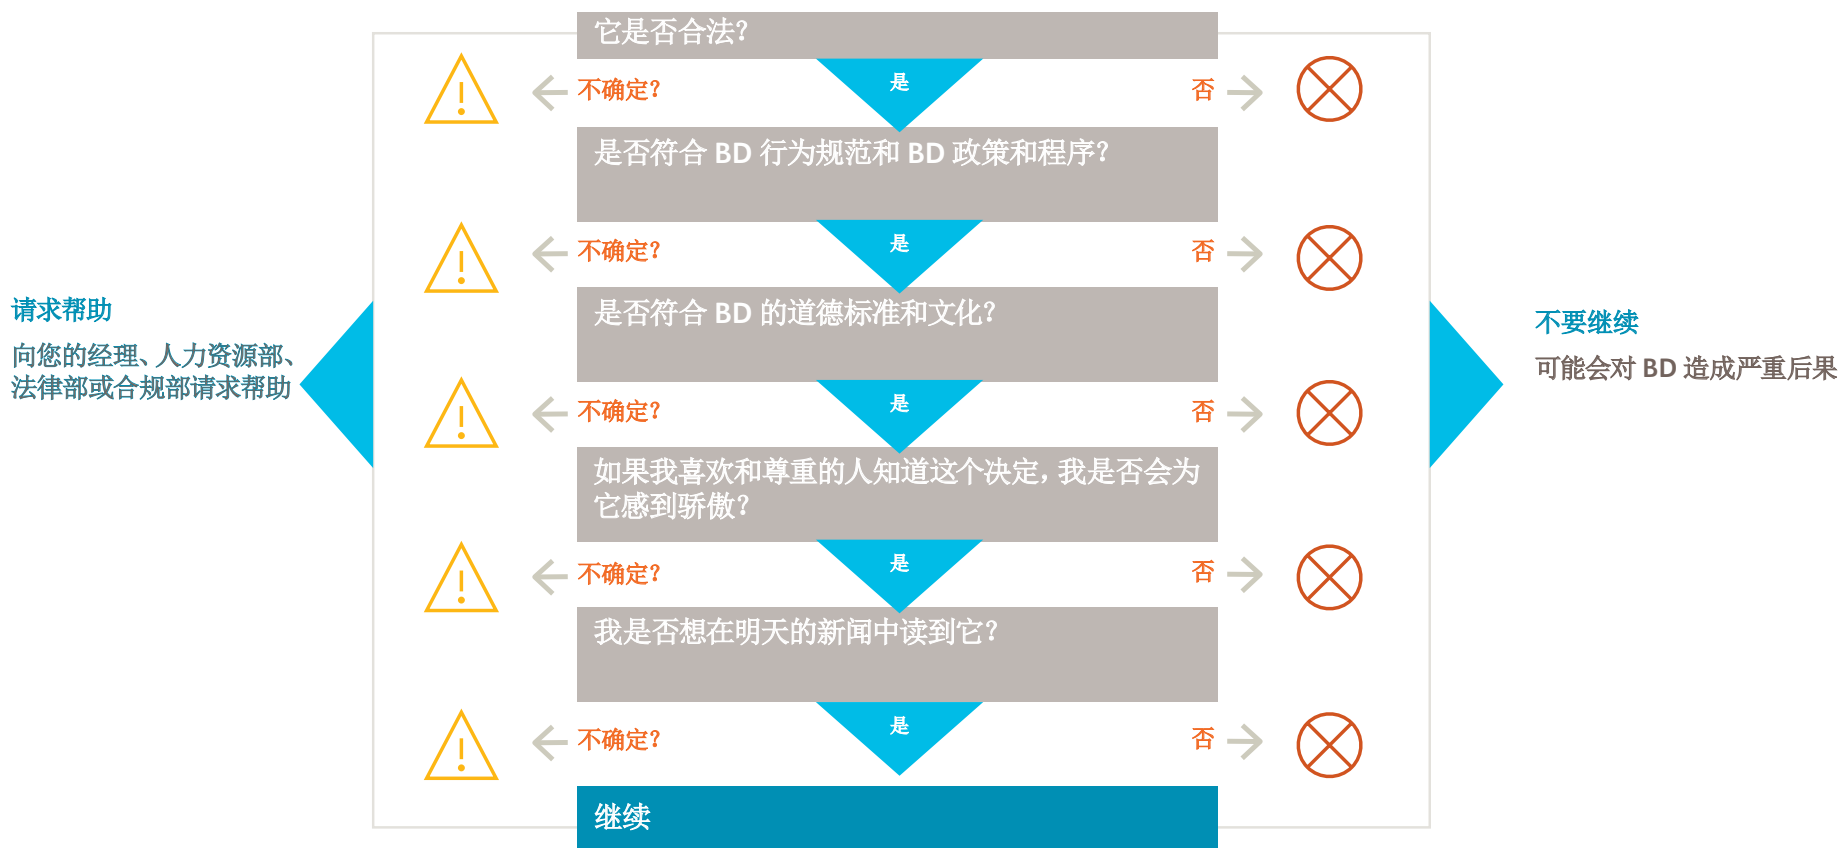 它是否合法？
不确定？
是
否
是否符合 BD 行为规范和 BD 政策和程序？
不确定？
是
否
是否符合 BD 的道德标准和文化？
不确定？
是
否
如果我喜欢和尊重的人知道这个决定，我是否会为
它感到骄傲？
不确定？
是
否
我是否想在明天的新闻中读到它？
不确定？
是
否
继续
请求帮助
向您的经理、人力资源部、
法律部或合规部请求帮助
不要继续
可能会对 BD 造成严重后果